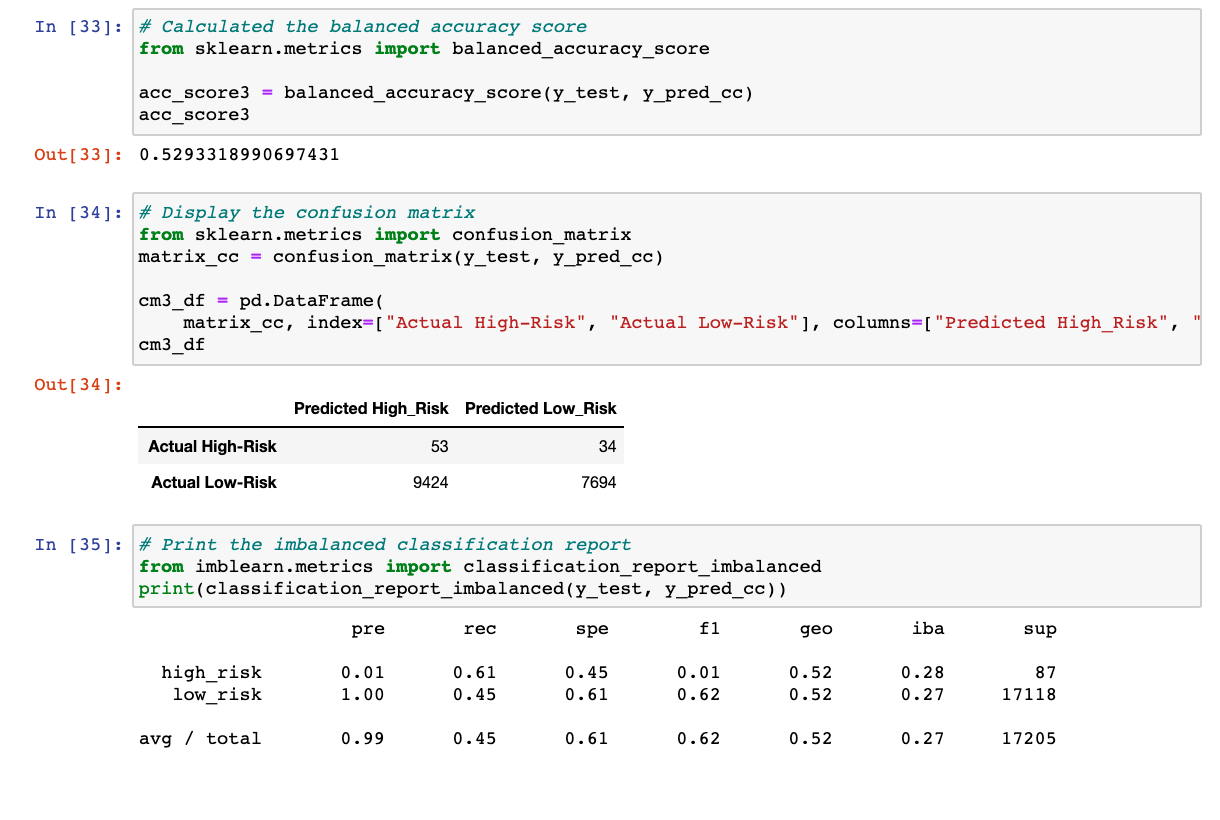 In [33]: # Calculated the balanced accuracy score
from sklearn.metrics import balanced_accuracy_score
acc_score3 = balanced_accuracy_score(y_test, y_pred_cc)
acc_score3
Out[33]: 0.5293318990697431
In [34]: # Display the confusion matrix
from sklearn.metrics import confusion_matrix
matrix_cc = confusion_matrix(y_test, y_pred_cc)
cm3_df = pd.DataFrame(
matrix_cc, index=["Actual High-Risk", "Actual Low-Risk"], columns=["Predicted High_Risk", "
cm3_df
Out[34]:
Predicted High_Risk Predicted Low_Risk
Actual High-Risk 53 34
Actual Low-Risk 9424 7694
In [35]: # Print the imbalanced classification report
from imblearn.metrics import classification_report_imbalanced
print(classification_report_imbalanced(y_test, y_pred_cc))
pre rec spe f1 geo iba sup
high_risk 0.01 0.61 0.45 0.01 0.52 0.28 87
low_risk 1.00 0.45 0.61 0.62 0.52 0.27 17118
avg / total 0.99 0.45 0.61 0.62 0.52 0.27 17205